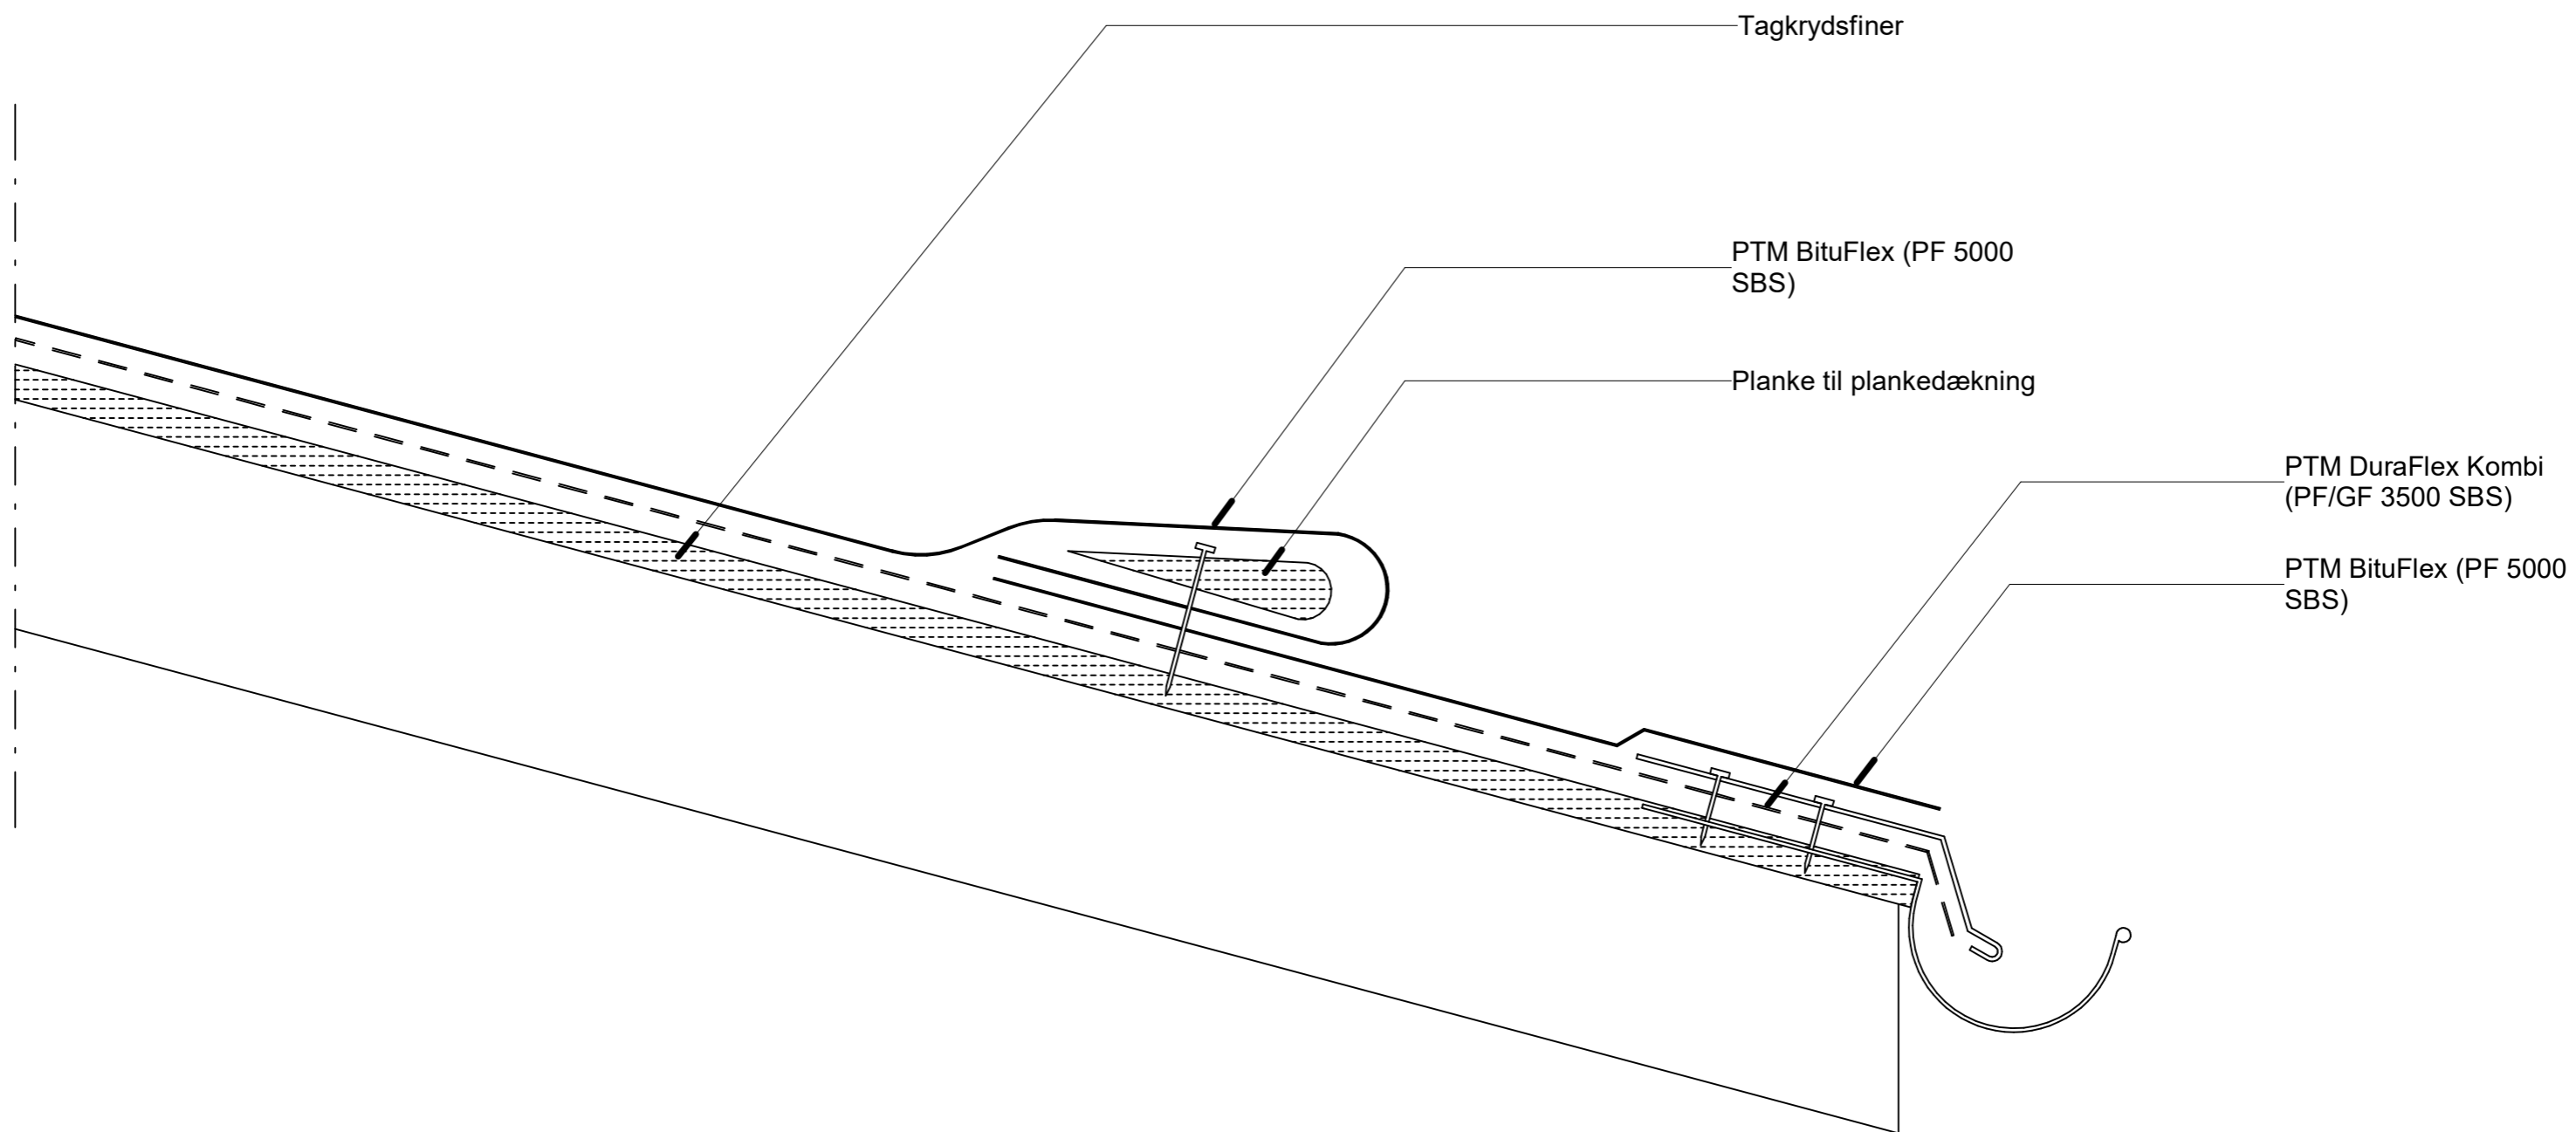 Tagkrydsfiner
PTM BituFlex (PF 5000
SBS)
Planke til plankedækning
PTM DuraFlex Kombi
(PF/GF 3500 SBS)
PTM BituFlex (PF 5000
SBS)